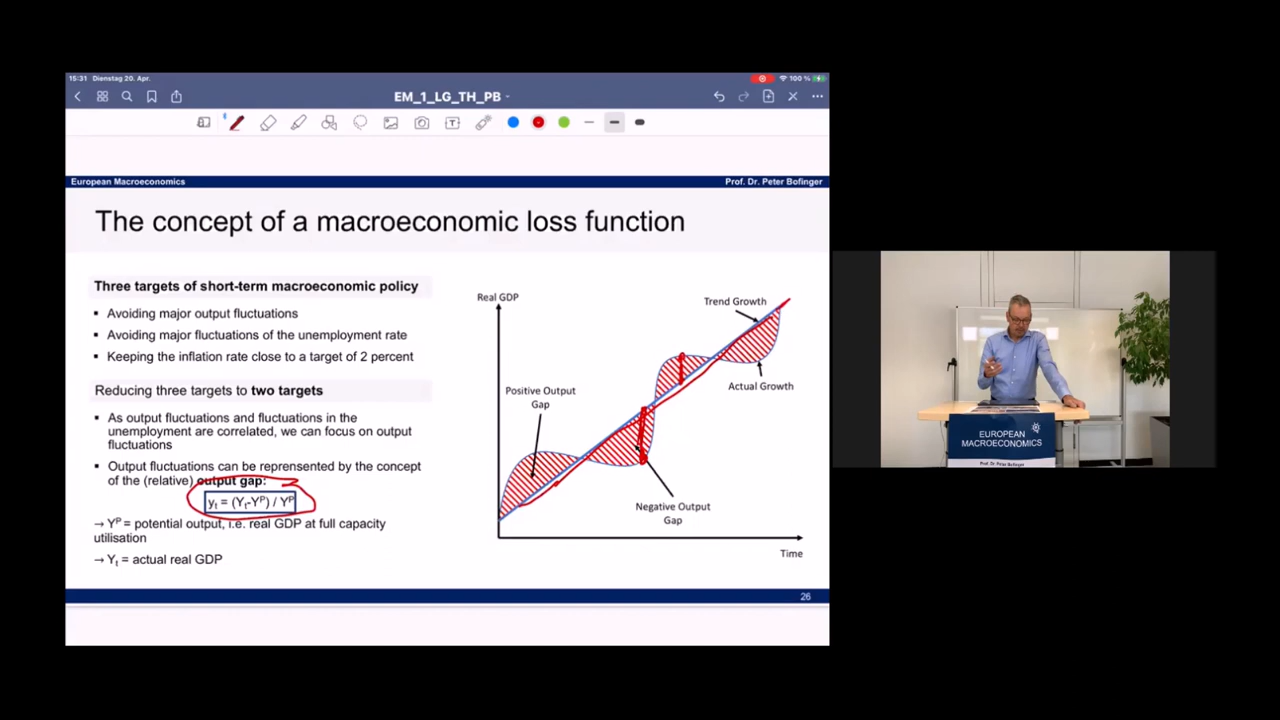 15:31 Dienstag 20. Apr.
100 %
EM_1_LG_TH_PB
T
European Macroeconomics
Prof. Dr. Peter Bofinger
The concept of a macroeconomic loss function
Three targets of short-term macroeconomic policy
▪ Avoiding major output fluctuations
▪ Avoiding major fluctuations of the unemployment rate
▪ Keeping the inflation rate close to a target of 2 percent
Reducing three targets to two targets
▪ As output fluctuations and fluctuations in the
unemployment are correlated, we can focus on output
fluctuations
▪ Output fluctuations can be reprensented by the concept
of the (relative) output gap:
yₜ = (Yₜ-Yᴾ) / Yᴾ
→ Yᴾ = potential output, i.e. real GDP at full capacity
utilisation
→ Yₜ = actual real GDP
Real GDP
Trend Growth
Positive Output
Gap
Actual Growth
Negative Output
Gap
Time
26
EUROPEAN
MACROECONOMICS
Prof. Dr. Peter Bofinger